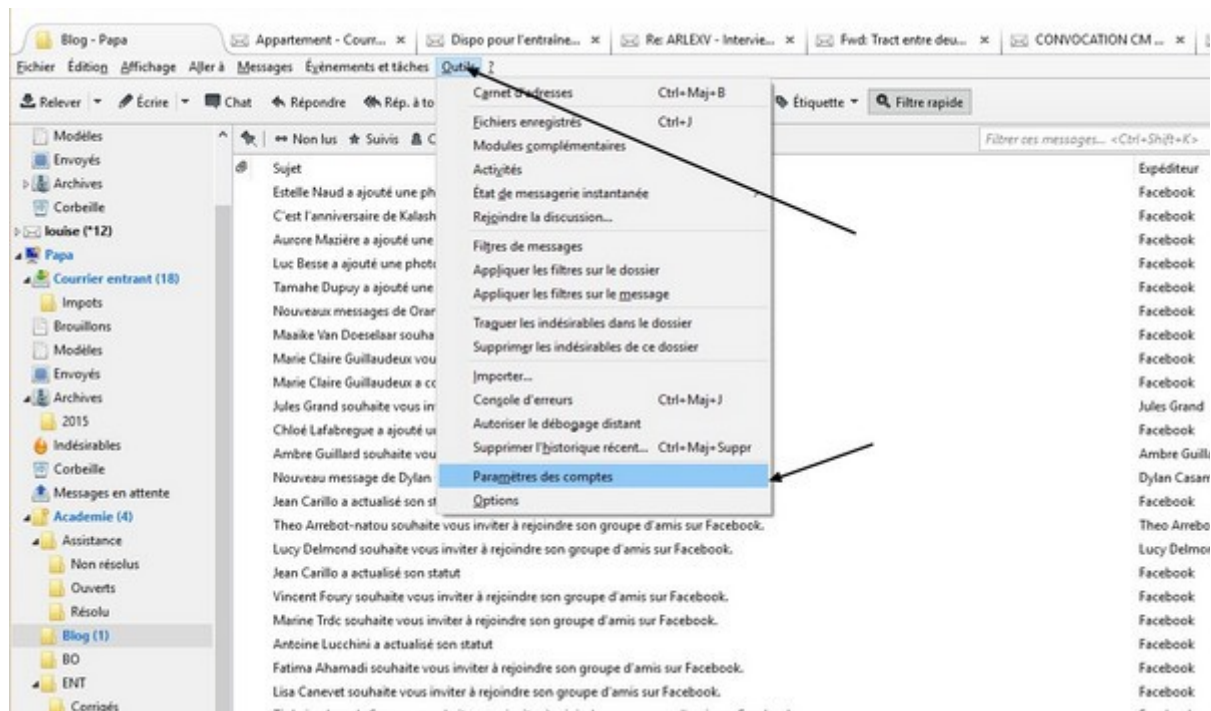 Blog - Papa
Appartement - Courr...
Dispo pour l'entraîne...
Re: ARLEXV - Intervie...
Fwd: Tract entre deu...
CONVOCATION CM ...
Fichier Édition Affichage Aller à Messages Évènements et tâches Outils ?
Relever Écrire Chat Répondre Rép. à to Étiquette Filtre rapide
Non lus Suivis C Filtrer ces messages... <Ctrl+Shift+K>
Carnet d'adresses Ctrl+Maj+B
Fichiers enregistrés Ctrl+J
Modules complémentaires
Activités
État de messagerie instantanée
Rejoindre la discussion...
Filtres de messages
Appliquer les filtres sur le dossier
Appliquer les filtres sur le message
Traquer les indésirables dans le dossier
Supprimer les indésirables de ce dossier
Importer...
Console d'erreurs Ctrl+Maj+J
Autoriser le débogage distant
Supprimer l'historique récent... Ctrl+Maj+Suppr
Paramètres des comptes
Options
Modèles
Envoyés
Archives
Corbeille
louise (*12)
Papa
Courrier entrant (18)
Impots
Brouillons
Modèles
Envoyés
Archives
2015
Indésirables
Corbeille
Messages en attente
Academie (4)
Assistance
Non résolus
Ouverts
Résolu
Blog (1)
BO
ENT
Corrigés
Sujet Expéditeur
Estelle Naud a ajouté une ph Facebook
C'est l'anniversaire de Kalash Facebook
Aurore Mazière a ajouté une Facebook
Luc Besse a ajouté une photo Facebook
Tamahe Dupuy a ajouté une Facebook
Nouveaux messages de Orar Facebook
Maaike Van Doeselaar souha Facebook
Marie Claire Guillaudeux vou Facebook
Marie Claire Guillaudeux a co Facebook
Jules Grand souhaite vous in Jules Grand
Chloé Lafabregue a ajouté u Facebook
Ambre Guillard souhaite vou Ambre Guilla
Nouveau message de Dylan Dylan Casam
Jean Carillo a actualisé son st Facebook
Theo Arrebot-natou souhaite vous inviter à rejoindre son groupe d'amis sur Facebook. Theo Arrebo
Lucy Delmond souhaite vous inviter à rejoindre son groupe d'amis sur Facebook. Lucy Delmor
Jean Carillo a actualisé son statut Facebook
Vincent Foury souhaite vous inviter à rejoindre son groupe d'amis sur Facebook. Facebook
Marine Trdc souhaite vous inviter à rejoindre son groupe d'amis sur Facebook. Facebook
Antoine Lucchini a actualisé son statut Facebook
Fatima Ahamadi souhaite vous inviter à rejoindre son groupe d'amis sur Facebook. Facebook
Lisa Canevet souhaite vous inviter à rejoindre son groupe d'amis sur Facebook. Facebook